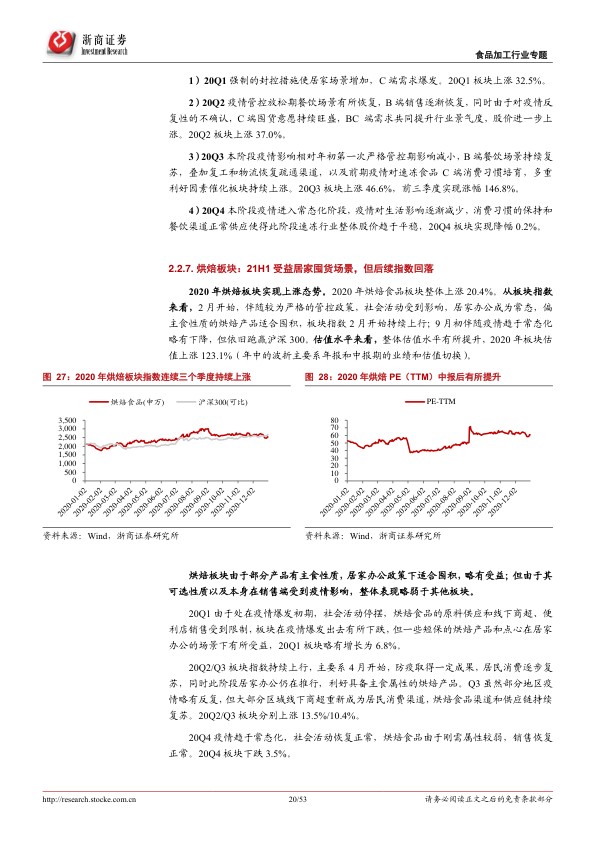 浙商证券
Investment Research
食品加工行业专题
1）20Q1 强制的封控措施使居家场景增加，C 端需求爆发。20Q1 板块上涨 32.5%。
2）20Q2 疫情管控放松期餐饮场景有所恢复，B 端销售逐渐恢复，同时由于对疫情反
复性的不确认，C 端囤货意愿持续旺盛，BC 端需求共同提升行业景气度，股价进一步上
涨。20Q2 板块上涨 37.0%。
3）20Q3 本阶段疫情影响相对年初第一次严格管控期影响减小，B 端餐饮场景持续复
苏，叠加复工和物流恢复疏通渠道，以及前期疫情对速冻食品 C 端消费习惯培育，多重
利好因素催化板块持续上涨。20Q3 板块上涨 46.6%，前三季度实现涨幅 146.8%。
4）20Q4 本阶段疫情进入常态化阶段，疫情对生活影响逐渐减少，消费习惯的保持和
餐饮渠道正常供应使得此阶段速冻行业整体股价趋于平稳，20Q4 板块实现降幅 0.2%。
2.2.7. 烘焙板块：21H1 受益居家囤货场景，但后续指数回落
2020 年烘焙板块实现上涨态势。2020 年烘焙食品板块整体上涨 20.4%。从板块指数
来看，2 月开始，伴随较为严格的管控政策，社会活动受到影响，居家办公成为常态，偏
主食性质的烘焙产品适合囤积，板块指数 2 月开始持续上行；9 月初伴随疫情趋于常态化
略有下降，但依旧跑赢沪深 300。估值水平来看，整体估值水平有所提升，2020 年板块估
值上涨 123.1%（年中的波折主要系年报和中报期的业绩和估值切换）。
图 27：2020 年烘焙板块指数连续三个季度持续上涨
烘焙食品(申万)
沪深300(可比)
3,500
3,000
2,500
2,000
1,500
1,000
500
0
2020-01-02
2020-02-02
2020-03-02
2020-04-02
2020-05-02
2020-06-02
2020-07-02
2020-08-02
2020-09-02
2020-10-02
2020-11-02
2020-12-02
资料来源：Wind，浙商证券研究所
图 28：2020 年烘焙 PE（TTM）中报后有所提升
PE-TTM
80
70
60
50
40
30
20
10
0
2020-01-02
2020-02-02
2020-03-02
2020-04-02
2020-05-02
2020-06-02
2020-07-02
2020-08-02
2020-09-02
2020-10-02
2020-11-02
2020-12-02
资料来源：Wind，浙商证券研究所
烘焙板块由于部分产品有主食性质，居家办公政策下适合囤积，略有受益；但由于其
可选性质以及本身在销售端受到疫情影响，整体表现略弱于其他板块。
20Q1 由于处在疫情爆发初期，社会活动停摆，烘焙食品的原料供应和线下商超、便
利店销售受到限制，板块在疫情爆发出去有所下跌，但一些短保的烘焙产品和点心在居家
办公的场景下有所受益，20Q1 板块略有增长为 6.8%。
20Q2/Q3 板块指数持续上行，主要系 4 月开始，防疫取得一定成果，居民消费逐步复
苏，同时此阶段居家办公仍在推行，利好具备主食属性的烘焙产品。Q3 虽然部分地区疫
情略有反复，但大部分区域线下商超重新成为居民消费渠道，烘焙食品渠道和供应链持续
复苏。20Q2/Q3 板块分别上涨 13.5%/10.4%。
20Q4 疫情趋于常态化，社会活动恢复正常，烘焙食品由于刚需属性较弱，销售恢复
正常。20Q4 板块下跌 3.5%。
http://research.stocke.com.cn
20/53
请务必阅读正文之后的免责条款部分